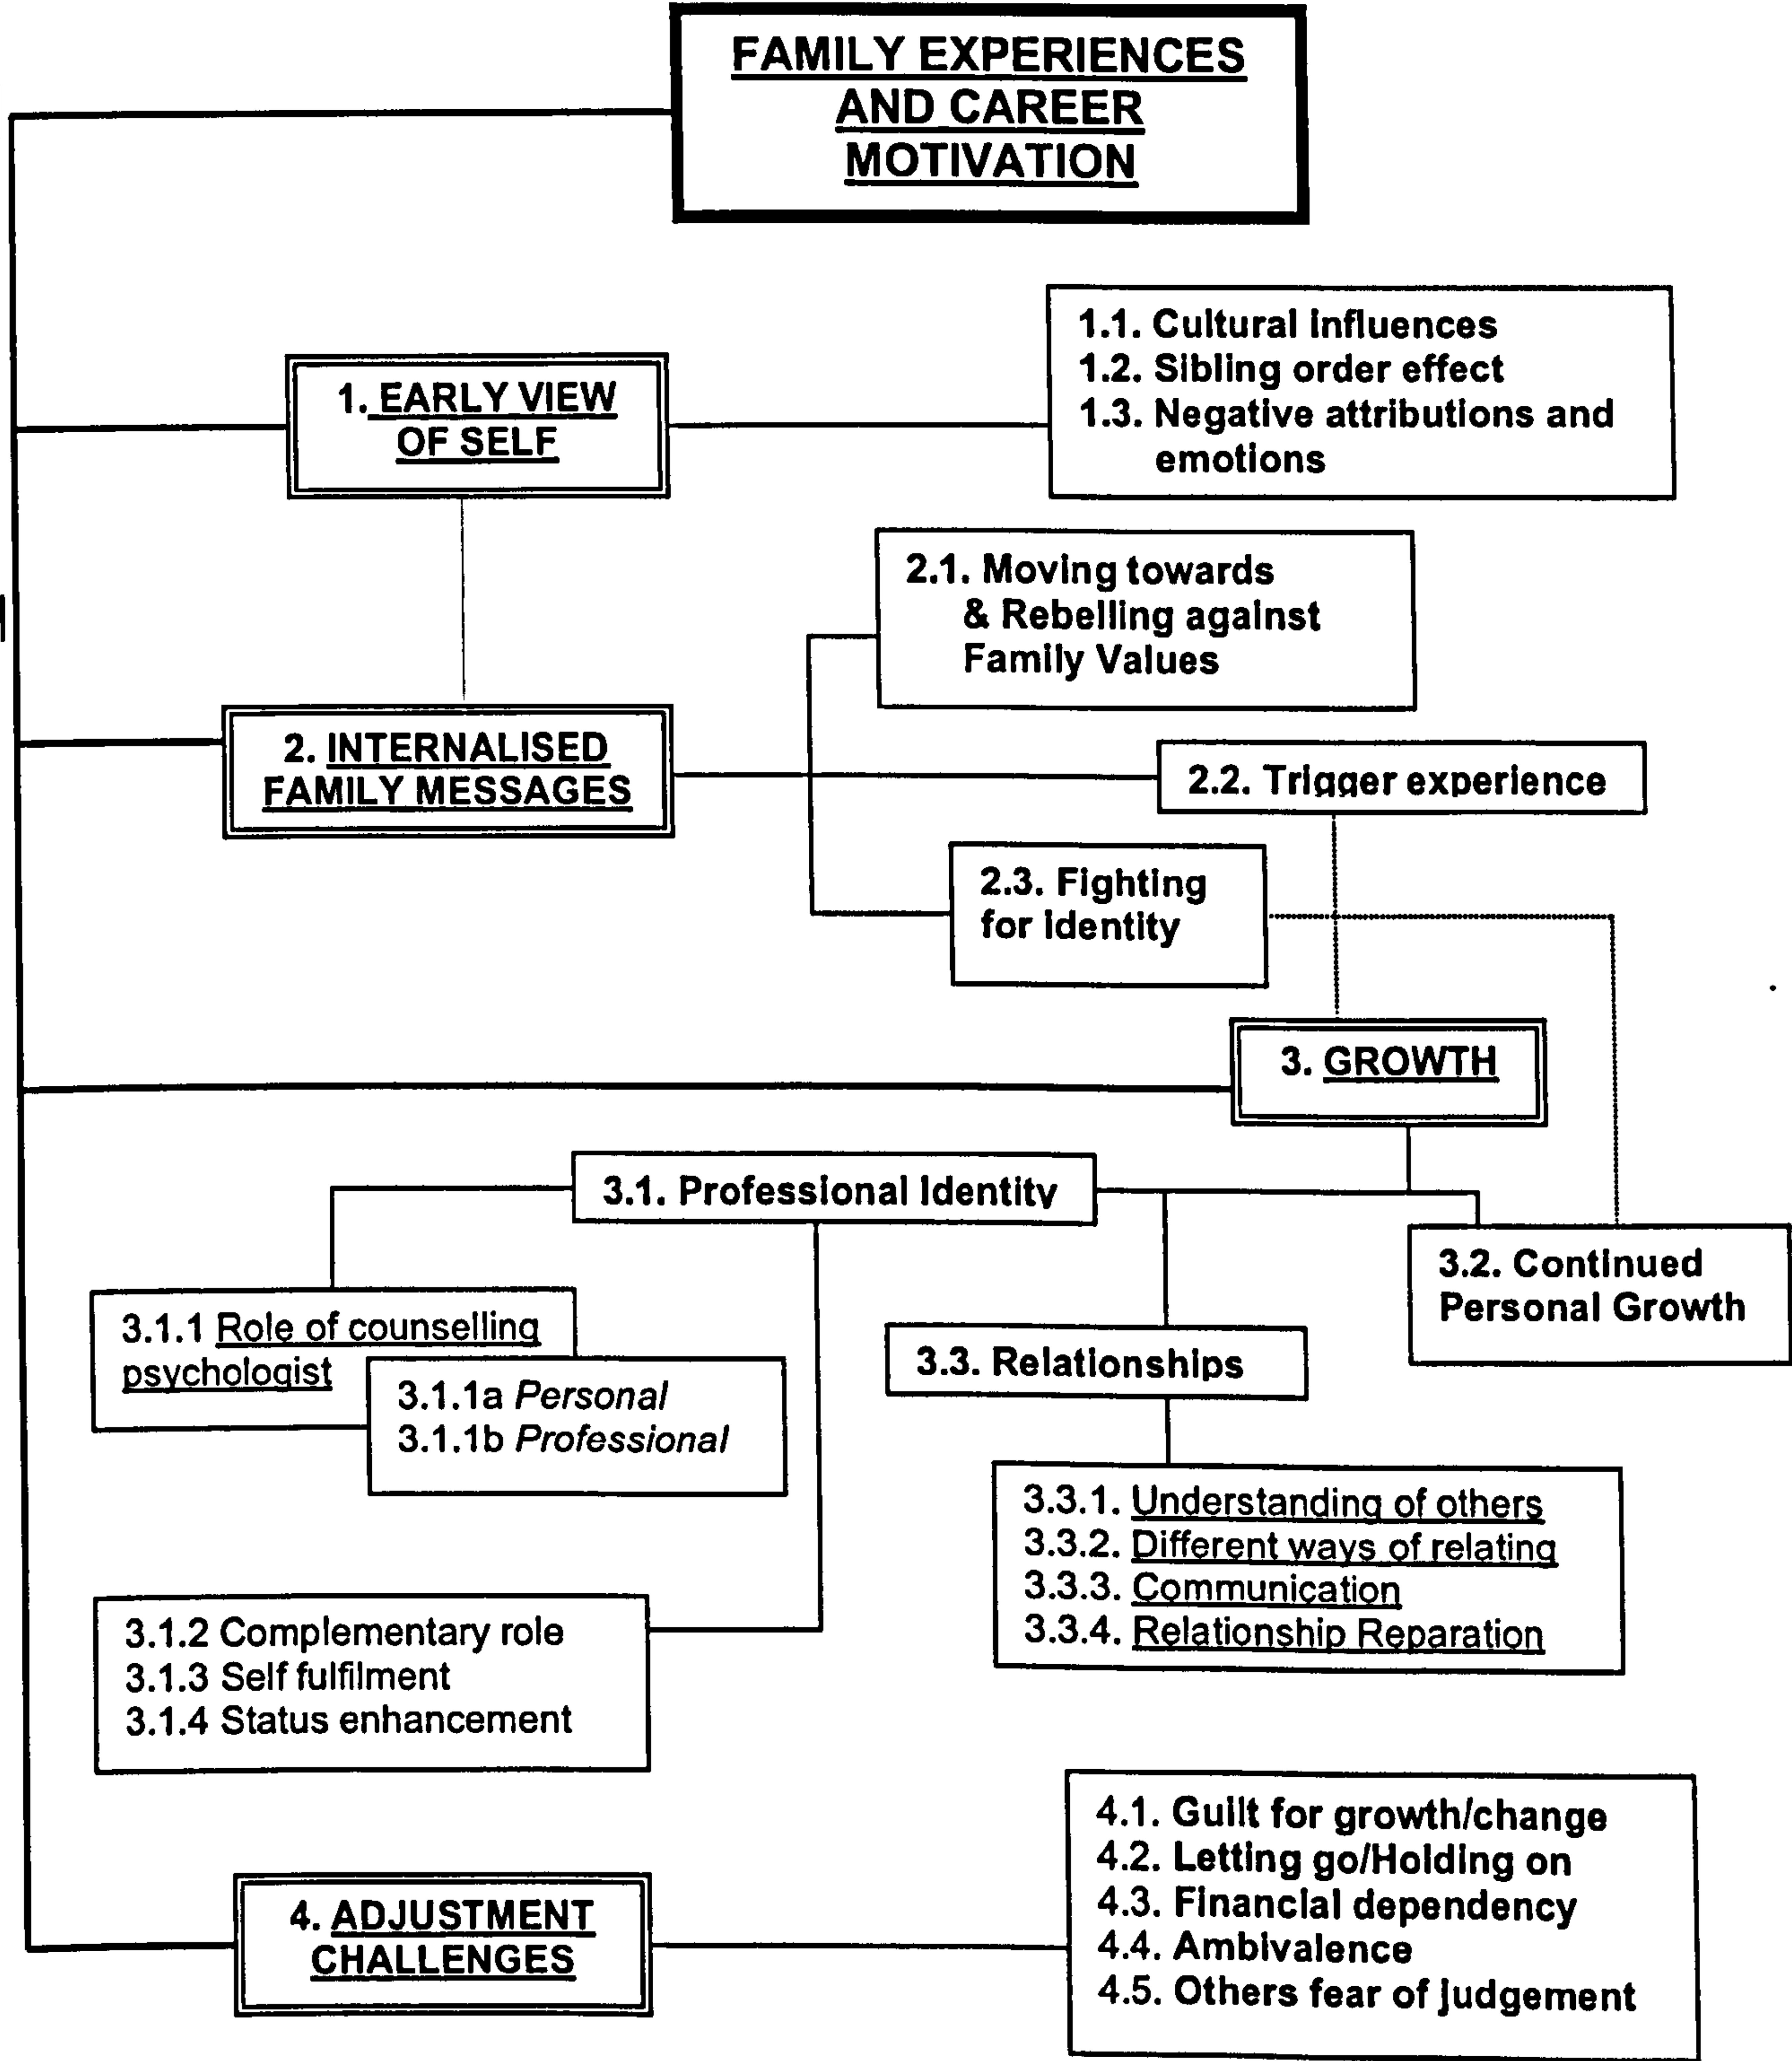 FAMILY EXPERIENCES
AND CAREER
MOTIVATION
1.1. Cultural influences
1.2. Sibling order effect
1.3. Negative attributions and
emotions
1. EARLY VIEW
OF SELF
2.1. Moving towards
& Rebelling against
Family Values
2. INTERNALISED
FAMILY MESSAGES
2.2. Trigger experience
2.3. Fighting
for identity
3. GROWTH
3.1. Professional Identity
3.2. Continued
Personal Growth
3.1.1 Role of counselling
psychologist
3.1.1a Personal
3.1.1b Professional
3.3. Relationships
3.3.1. Understanding of others
3.3.2. Different ways of relating
3.3.3. Communication
3.3.4. Relationship Reparation
3.1.2 Complementary role
3.1.3 Self fulfilment
3.1.4 Status enhancement
4.1. Guilt for growth/change
4.2. Letting go/Holding on
4.3. Financial dependency
4.4. Ambivalence
4.5. Others fear of judgement
4. ADJUSTMENT
CHALLENGES